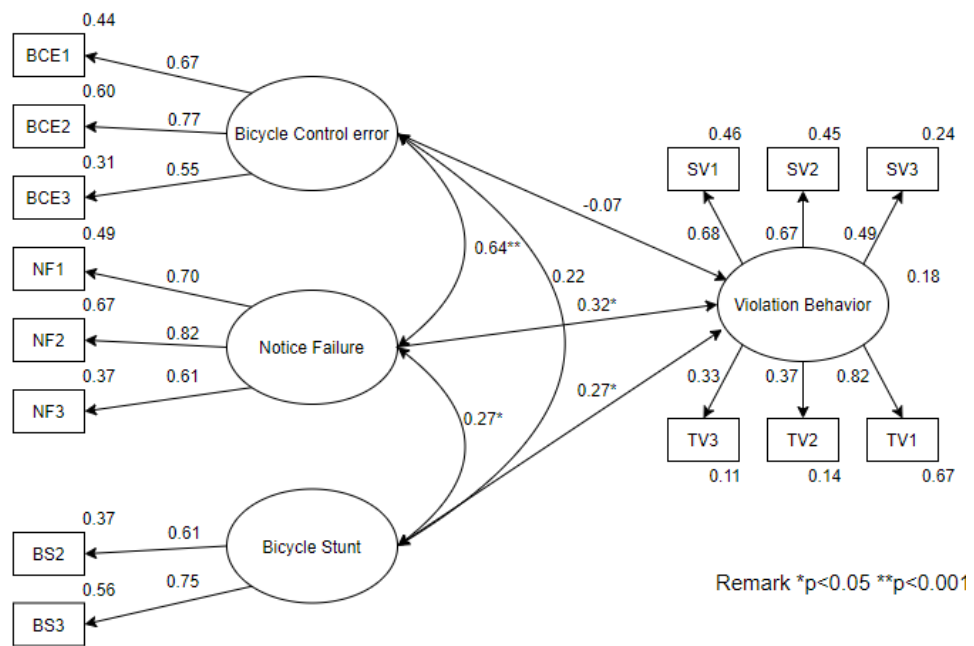 0.44
BCE1
0.67
0.60
BCE2
0.77
Bicycle Control error
0.31
BCE3
0.55
0.49
NF1
0.70
0.67
NF2
0.82
Notice Failure
0.37
NF3
0.61
0.37
BS2
0.61
Bicycle Stunt
0.56
BS3
0.75
0.64**
0.22
0.27*
-0.07
0.32*
0.27*
0.46
0.45
0.24
SV1
SV2
SV3
0.68
0.67
0.49
0.18
Violation Behavior
0.33
0.37
0.82
TV3
TV2
TV1
0.11
0.14
0.67
Remark *p<0.05 **p<0.001